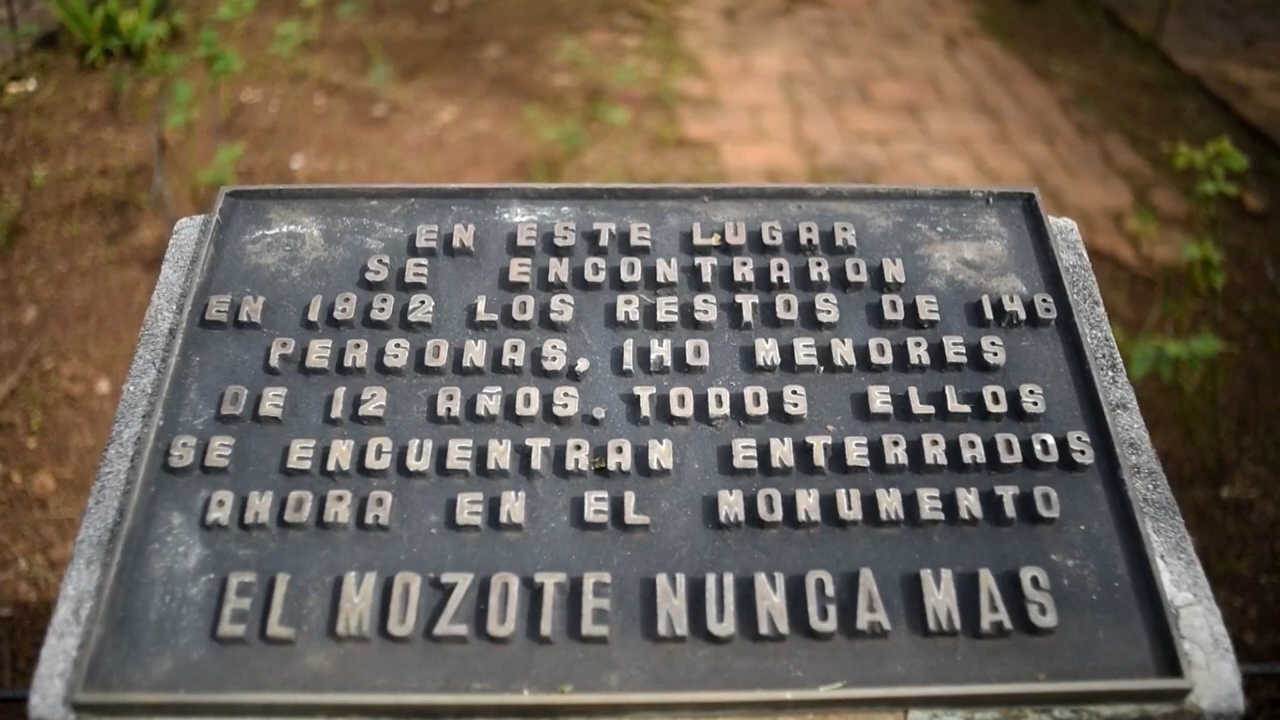 EN ESTE LUGAR
SE ENCONTRARON
EN 1992 LOS RESTOS DE 146
PERSONAS, 140 MENORES
DE 12 AÑOS. TODOS ELLOS
SE ENCUENTRAN ENTERRADOS
AHORA EN EL MONUMENTO
EL MOZOTE NUNCA MAS